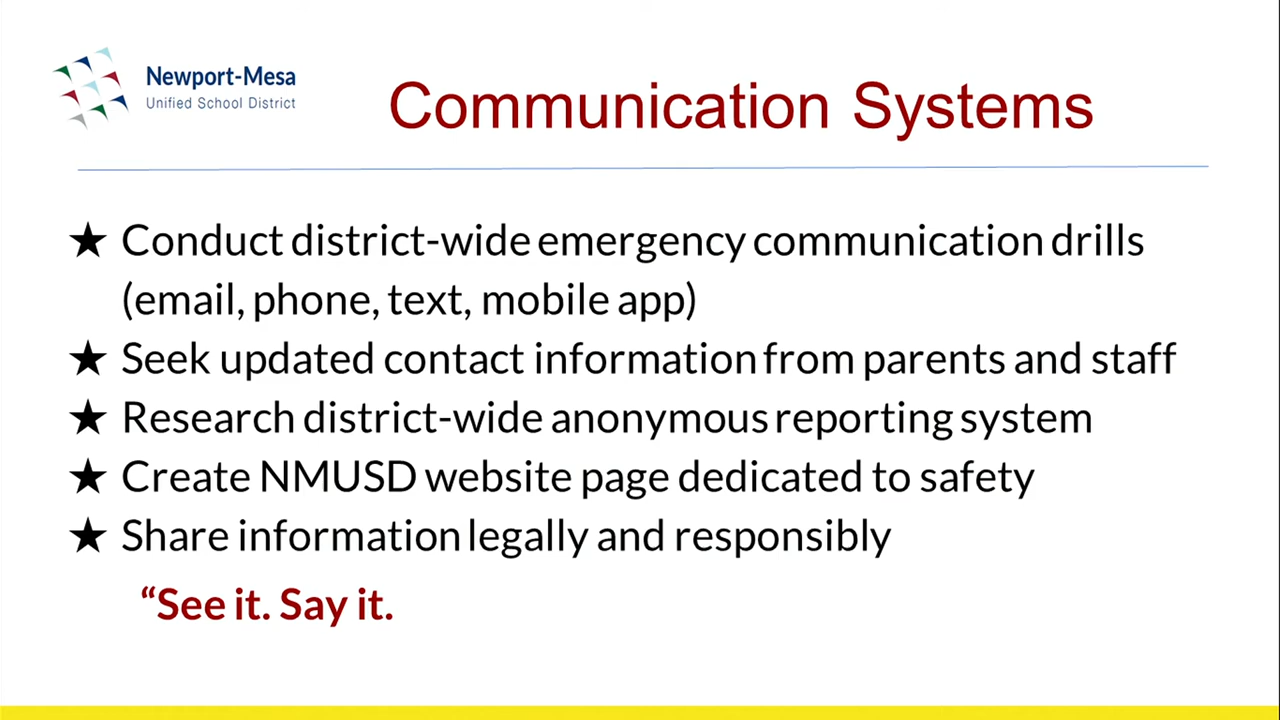 Newport-Mesa
Unified School District
Communication Systems
★ Conduct district-wide emergency communication drills
(email, phone, text, mobile app)
★ Seek updated contact information from parents and staff
★ Research district-wide anonymous reporting system
★ Create NMUSD website page dedicated to safety
★ Share information legally and responsibly
“See it. Say it.